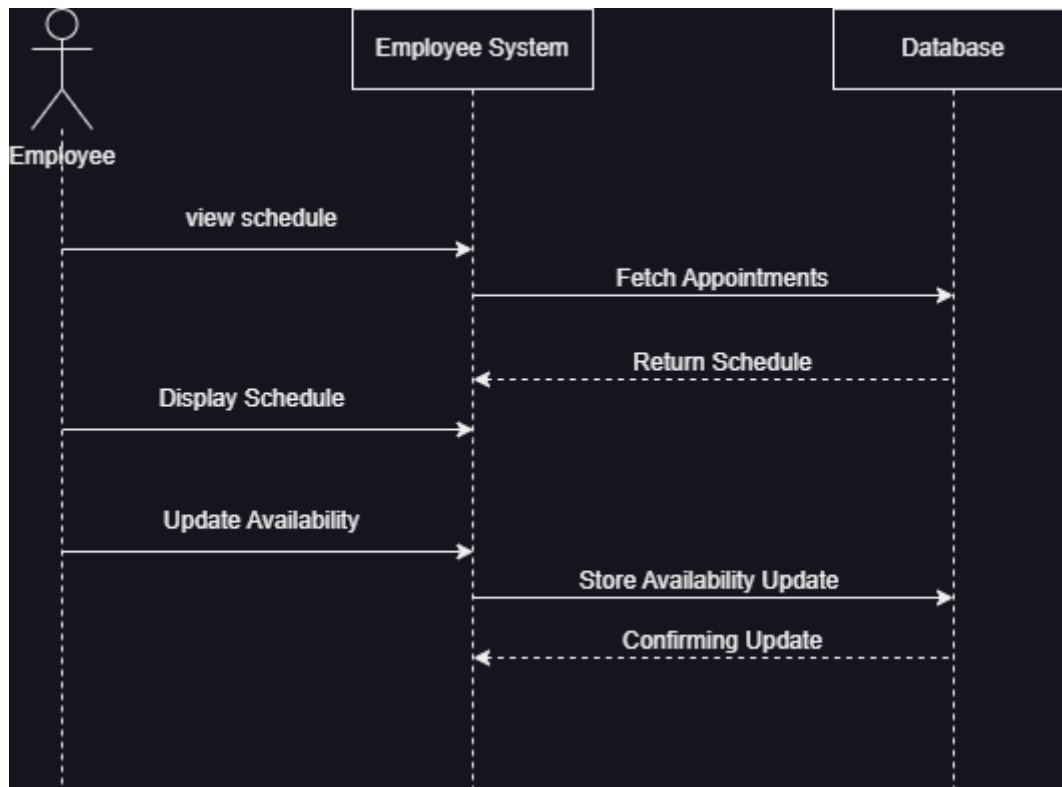 Employee System
Database
Employee
view schedule
Fetch Appointments
Return Schedule
Display Schedule
Update Availability
Store Availability Update
Confirming Update